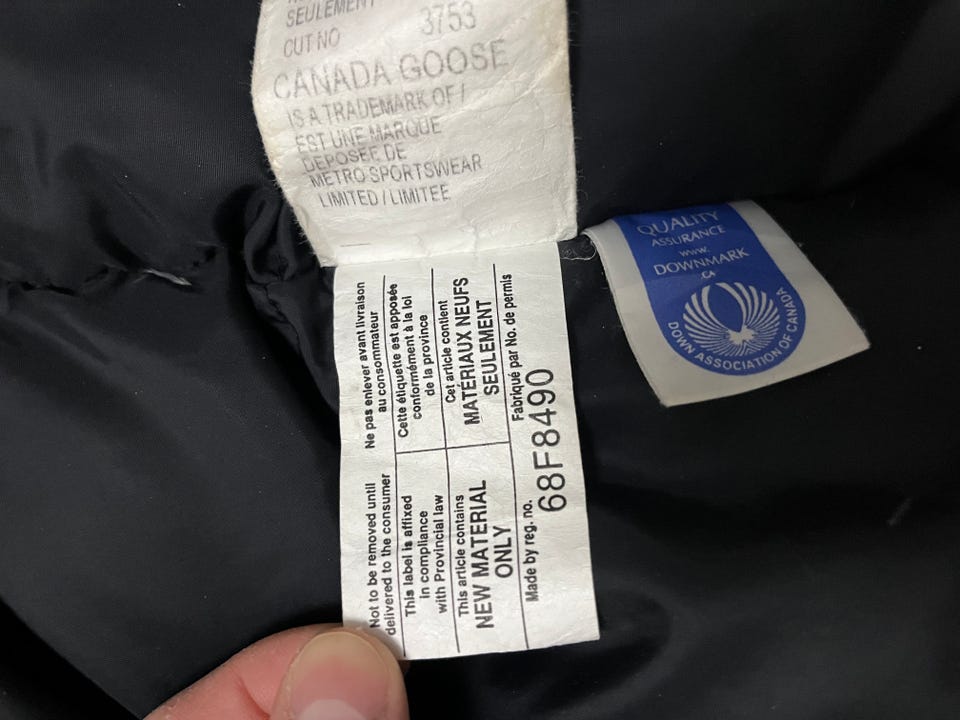 SEULEMENT
CUT NO 3753
CANADA GOOSE
IS A TRADEMARK OF /
EST UNE MARQUE
DEPOSEE DE
METRO SPORTSWEAR
LIMITED / LIMITEE
QUALITY
ASSURANCE
www.
DOWNMARK
.CA
DOWN ASSOCIATION OF CANADA
Not to be removed until
delivered to the consumer
Ne pas enlever avant livraison
au consommateur
This label is affixed
in compliance
with Provincial law
Cette étiquette est apposée
conformément à la loi
de la province
This article contains
NEW MATERIAL
ONLY
Cet article contient
MATÉRIAUX NEUFS
SEULEMENT
Made by reg. no.
Fabriqué par No. de permis
68F8490